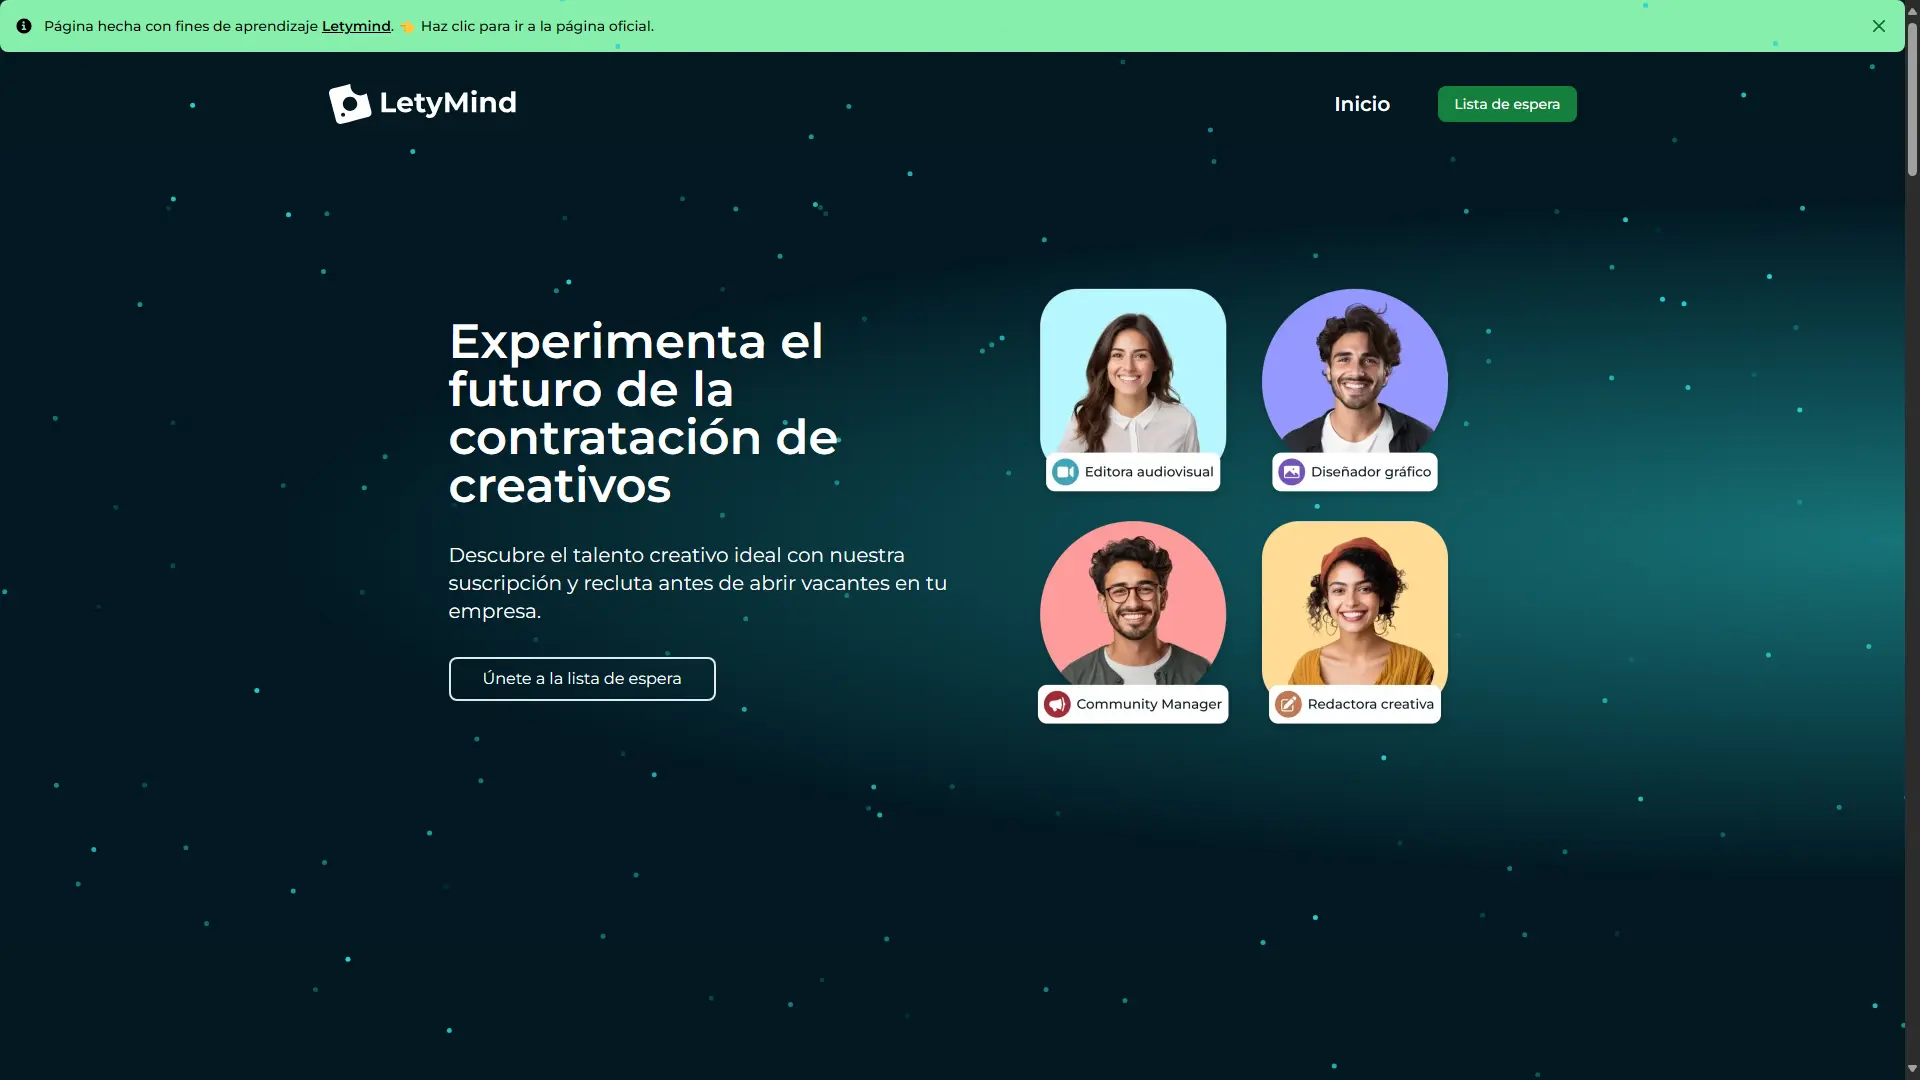 Página hecha con fines de aprendizaje Letymind. 👈 Haz clic para ir a la página oficial.
LetyMind
Inicio
Lista de espera
Experimenta el
futuro de la
contratación de
creativos
Descubre el talento creativo ideal con nuestra
suscripción y recluta antes de abrir vacantes en tu
empresa.
Únete a la lista de espera
Editora audiovisual
Diseñador gráfico
Community Manager
Redactora creativa